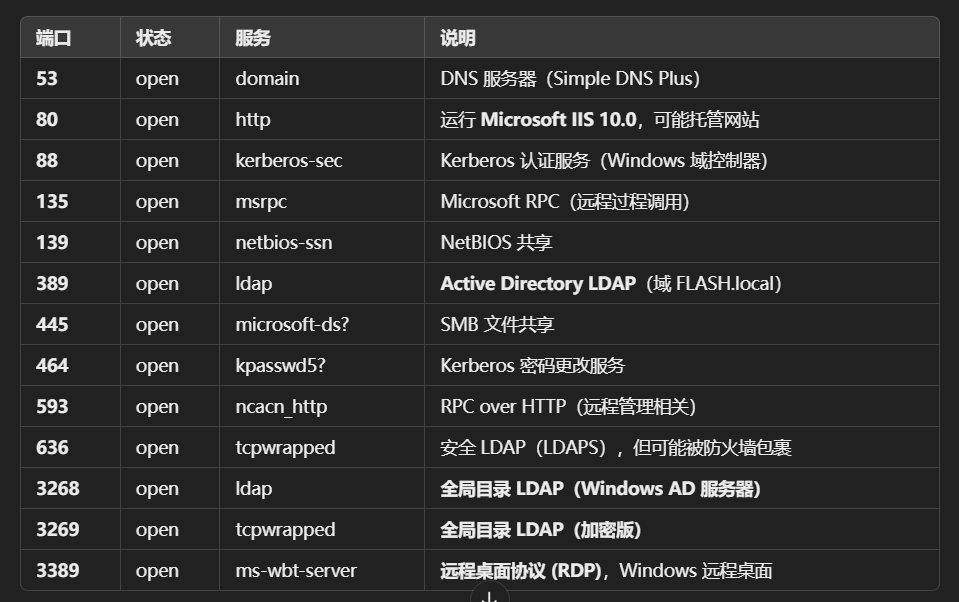 端口 状态 服务 说明
53 open domain DNS 服务器（Simple DNS Plus）
80 open http 运行 Microsoft IIS 10.0，可能托管网站
88 open kerberos-sec Kerberos 认证服务（Windows 域控制器）
135 open msrpc Microsoft RPC（远程过程调用）
139 open netbios-ssn NetBIOS 共享
389 open ldap Active Directory LDAP（域 FLASH.local）
445 open microsoft-ds? SMB 文件共享
464 open kpasswd5? Kerberos 密码更改服务
593 open ncacn_http RPC over HTTP（远程管理相关）
636 open tcpwrapped 安全 LDAP（LDAPS），但可能被防火墙包裹
3268 open ldap 全局目录 LDAP（Windows AD 服务器）
3269 open tcpwrapped 全局目录 LDAP（加密版）
3389 open ms-wbt-server 远程桌面协议 (RDP)，Windows 远程桌面